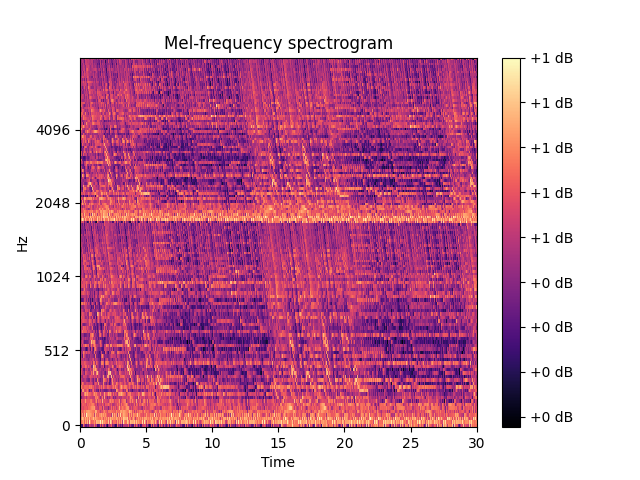 Mel-frequency spectrogram
Hz
4096
2048
1024
512
0
0 5 10 15 20 25 30
Time
+1 dB
+1 dB
+1 dB
+1 dB
+1 dB
+0 dB
+0 dB
+0 dB
+0 dB